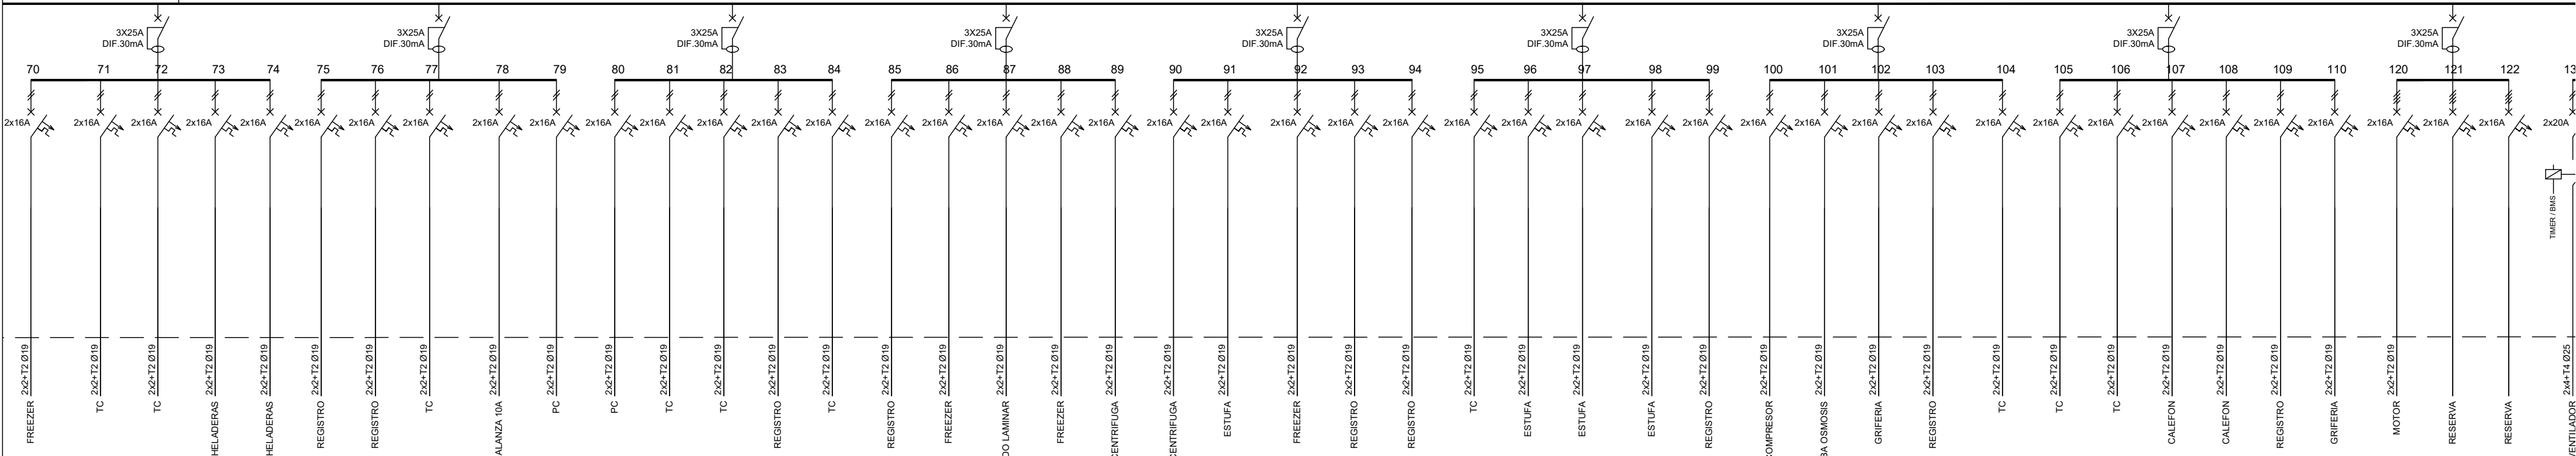 3X25A
DIF.30mA
3X25A
DIF.30mA
3X25A
DIF.30mA
3X25A
DIF.30mA
3X25A
DIF.30mA
3X25A
DIF.30mA
3X25A
DIF.30mA
3X25A
DIF.30mA
3X25A
DIF.30mA
70 71 72 73 74 75 76 77 78 79 80 81 82 83 84 85 86 87 88 89 90 91 92 93 94 95 96 97 98 99 100 101 102 103 104 105 106 107 108 109 110 120 121 122 13
2x16A 2x16A 2x16A 2x16A 2x16A 2x16A 2x16A 2x16A 2x16A 2x16A 2x16A 2x16A 2x16A 2x16A 2x16A 2x16A 2x16A 2x16A 2x16A 2x16A 2x16A 2x16A 2x16A 2x16A 2x16A 2x16A 2x16A 2x16A 2x16A 2x16A 2x16A 2x16A 2x16A 2x16A 2x16A 2x16A 2x16A 2x16A 2x16A 2x16A 2x16A 2x16A 2x16A 2x16A 2x20A
TIMER / BMS
FREEZER 2x2+T2 Ø19
TC 2x2+T2 Ø19
TC 2x2+T2 Ø19
HELADERAS 2x2+T2 Ø19
HELADERAS 2x2+T2 Ø19
REGISTRO 2x2+T2 Ø19
REGISTRO 2x2+T2 Ø19
TC 2x2+T2 Ø19
ALANZA 10A 2x2+T2 Ø19
PC 2x2+T2 Ø19
PC 2x2+T2 Ø19
TC 2x2+T2 Ø19
TC 2x2+T2 Ø19
REGISTRO 2x2+T2 Ø19
TC 2x2+T2 Ø19
REGISTRO 2x2+T2 Ø19
FREEZER 2x2+T2 Ø19
DO LAMINAR 2x2+T2 Ø19
FREEZER 2x2+T2 Ø19
CENTRIFUGA 2x2+T2 Ø19
CENTRIFUGA 2x2+T2 Ø19
ESTUFA 2x2+T2 Ø19
FREEZER 2x2+T2 Ø19
REGISTRO 2x2+T2 Ø19
REGISTRO 2x2+T2 Ø19
TC 2x2+T2 Ø19
ESTUFA 2x2+T2 Ø19
ESTUFA 2x2+T2 Ø19
ESTUFA 2x2+T2 Ø19
REGISTRO 2x2+T2 Ø19
COMPRESOR 2x2+T2 Ø19
BA OSMOSIS 2x2+T2 Ø19
GRIFERIA 2x2+T2 Ø19
REGISTRO 2x2+T2 Ø19
TC 2x2+T2 Ø19
TC 2x2+T2 Ø19
TC 2x2+T2 Ø19
CALEFON 2x2+T2 Ø19
CALEFON 2x2+T2 Ø19
REGISTRO 2x2+T2 Ø19
GRIFERIA 2x2+T2 Ø19
MOTOR 2x2+T2 Ø19
RESERVA 2x2+T2 Ø19
RESERVA 2x2+T2 Ø19
VENTILADOR 2x4+T4 Ø25